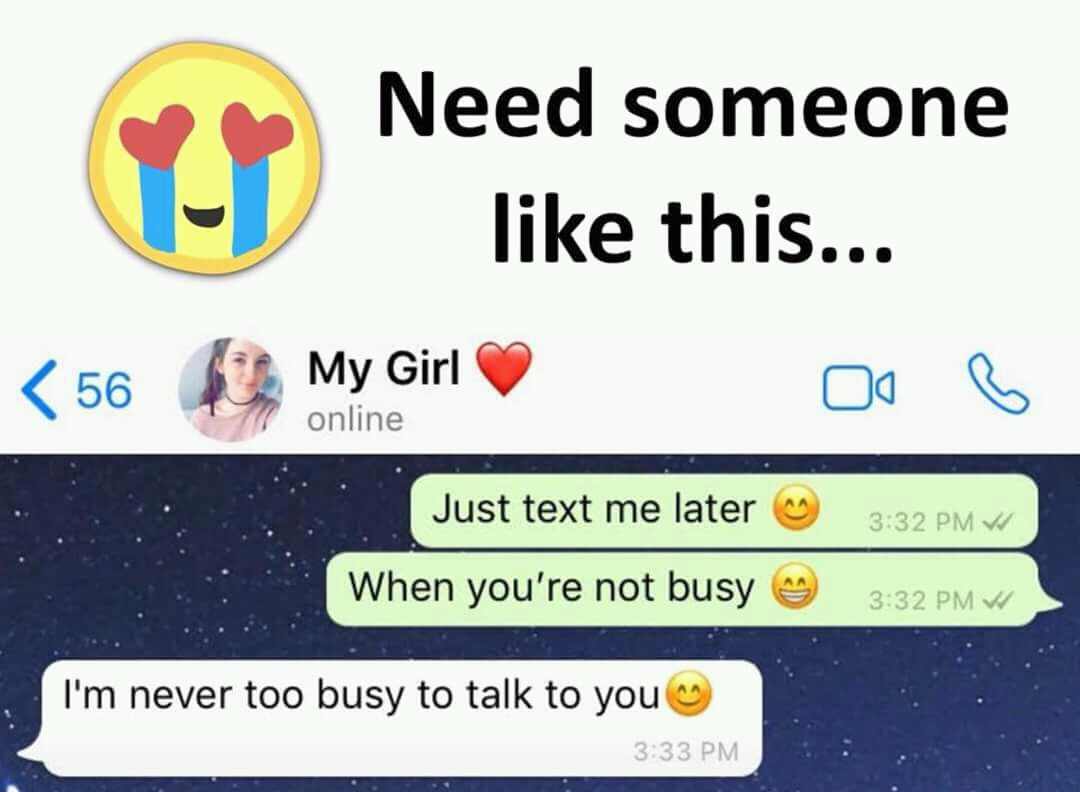 Need someone
like this...
56
My Girl ❤️
online
Just text me later 😊
3:32 PM
When you're not busy 😁
3:32 PM
I'm never too busy to talk to you😊
3:33 PM